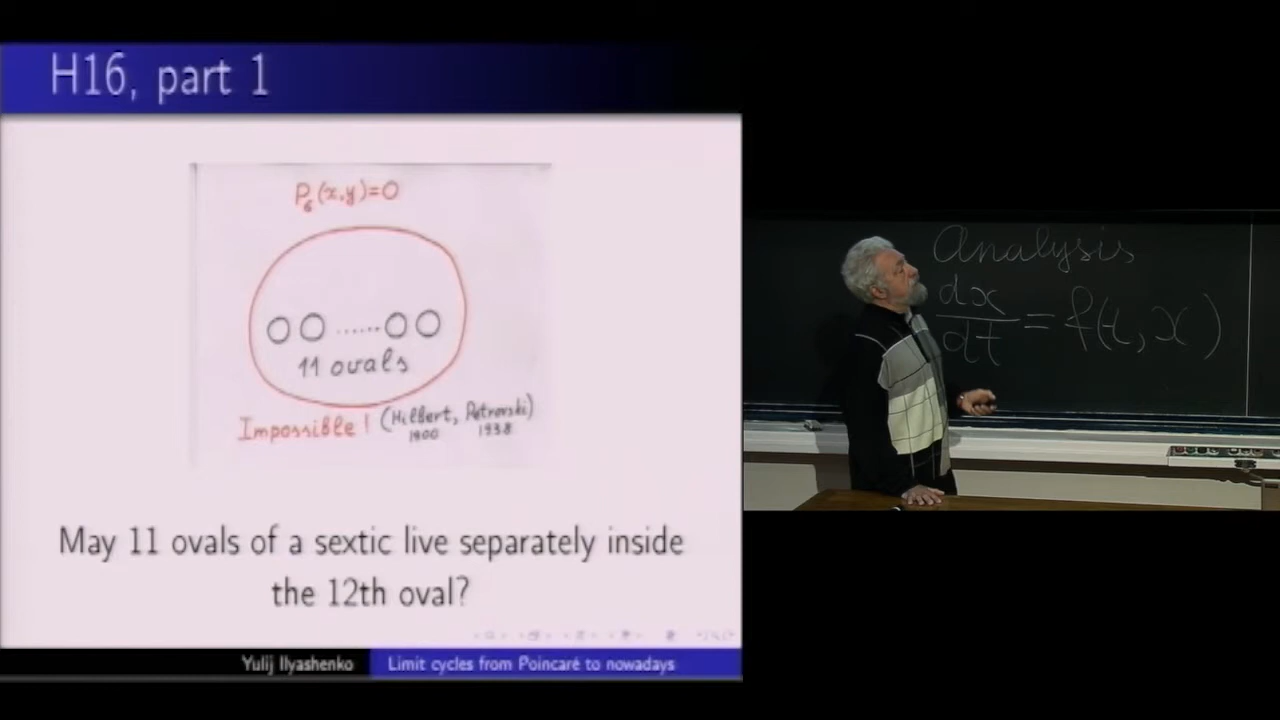 H16, part 1
P₆(x,y)=0
11 ovals
Impossible! (Hilbert, Petrovski)
1900 1938
May 11 ovals of a sextic live separately inside
the 12th oval?
Yulij Ilyashenko Limit cycles from Poincaré to nowadays
Analysis
dx
dt
= f(t, x)